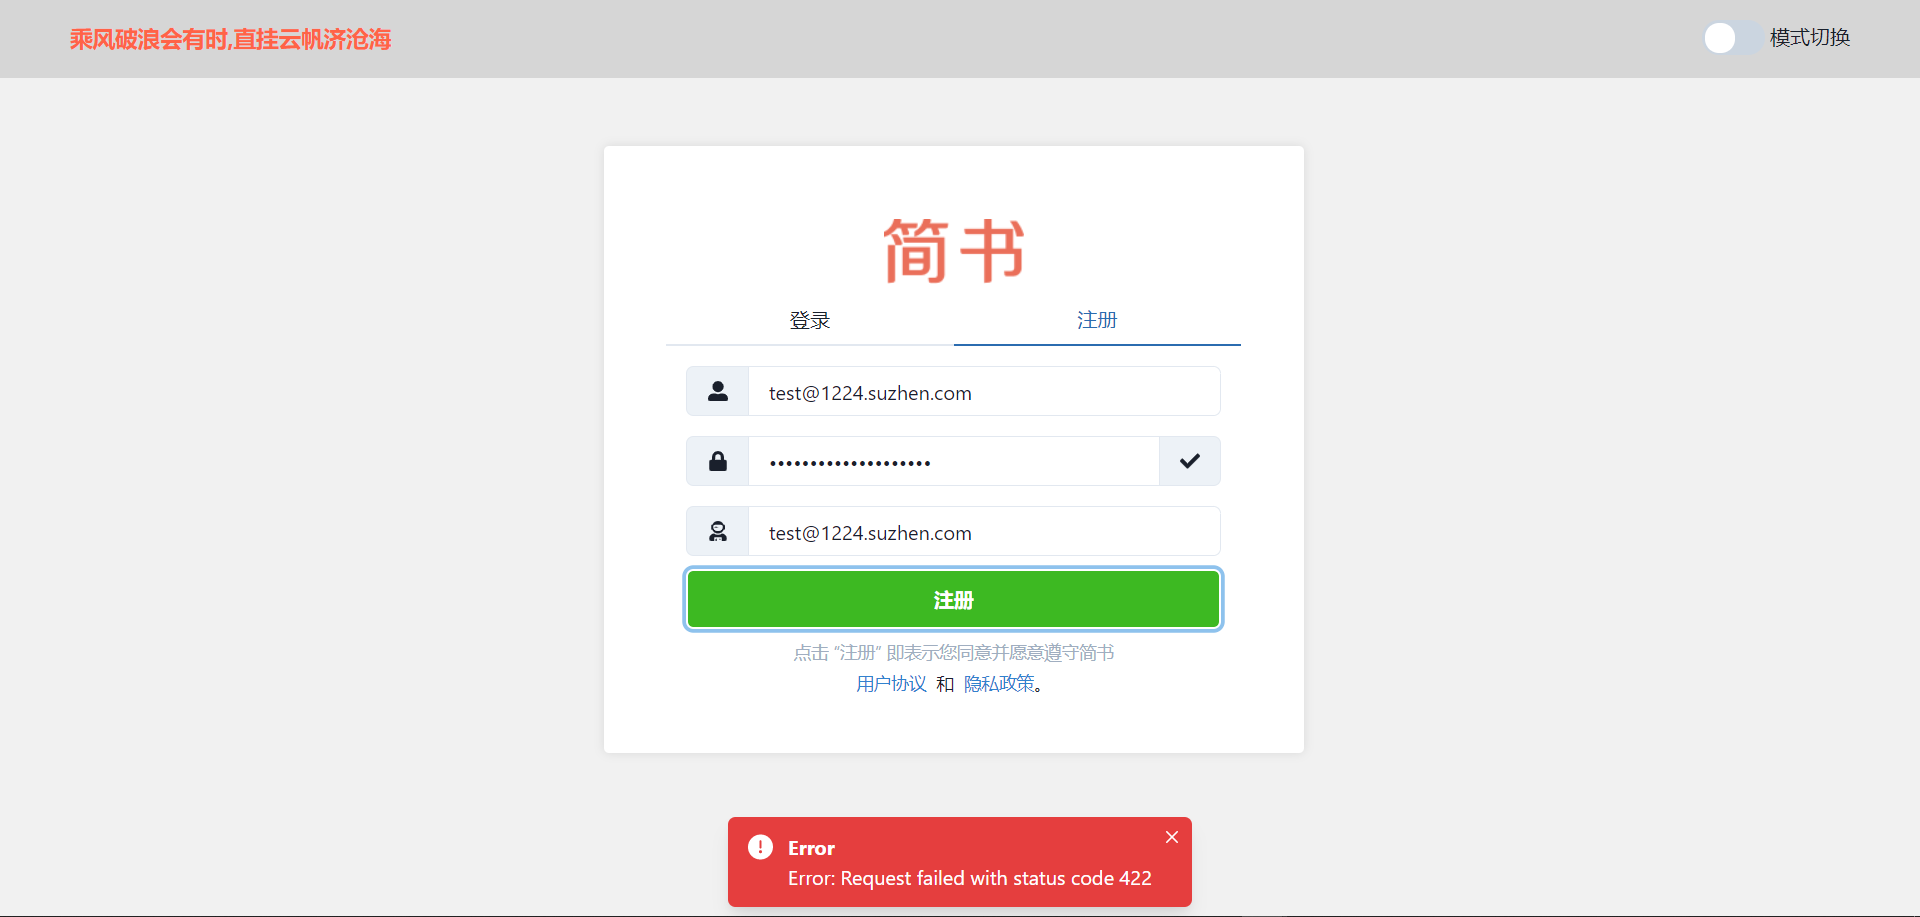 乘风破浪会有时,直挂云帆济沧海
模式切换
简书
登录
注册
test@1224.suzhen.com
••••••••••••••••••••
test@1224.suzhen.com
注册
点击 “注册” 即表示您同意并愿意遵守简书
用户协议 和 隐私政策。
Error
Error: Request failed with status code 422